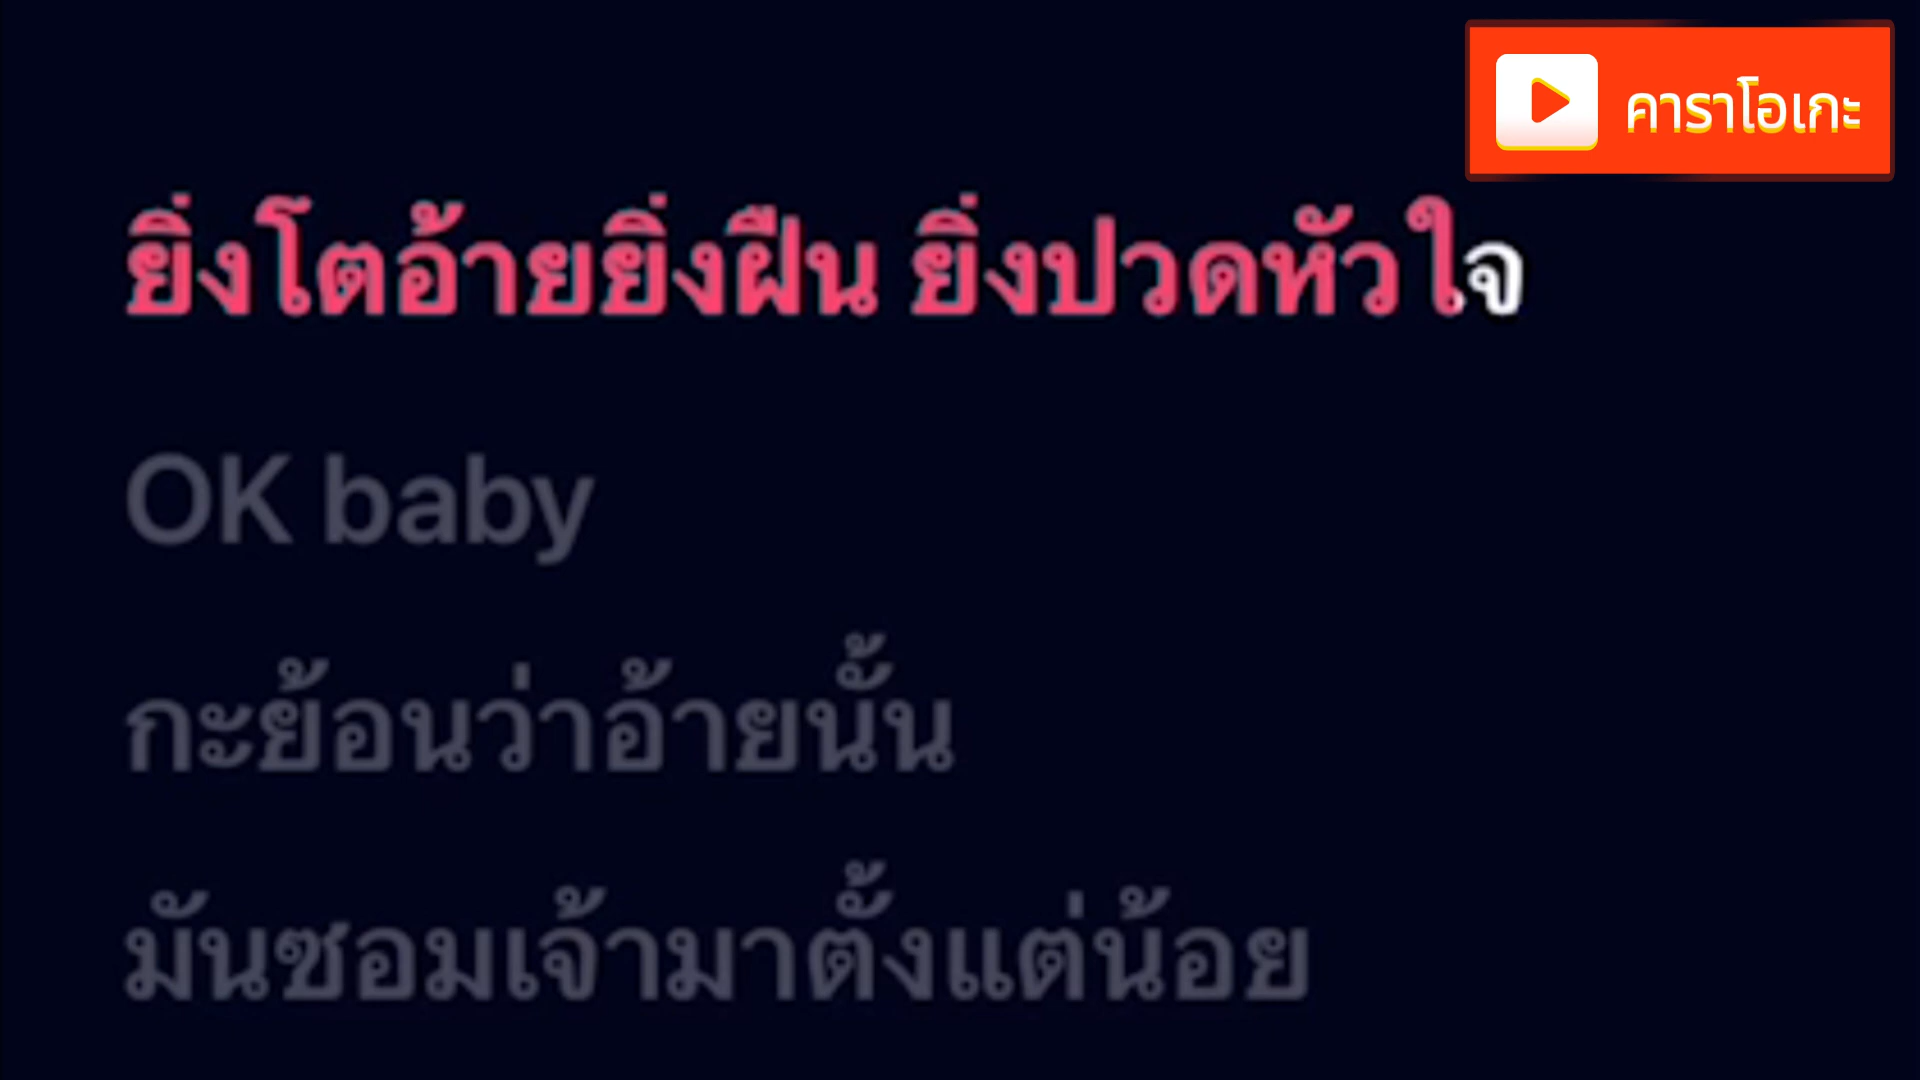 คาราโอเกะ
ยิ่งโตอ้ายยิ่งฝืน ยิ่งปวดหัวใจ
OK baby
กะย้อนว่าอ้ายนั้น
มันซอมเจ้ามาตั้งแต่น้อย